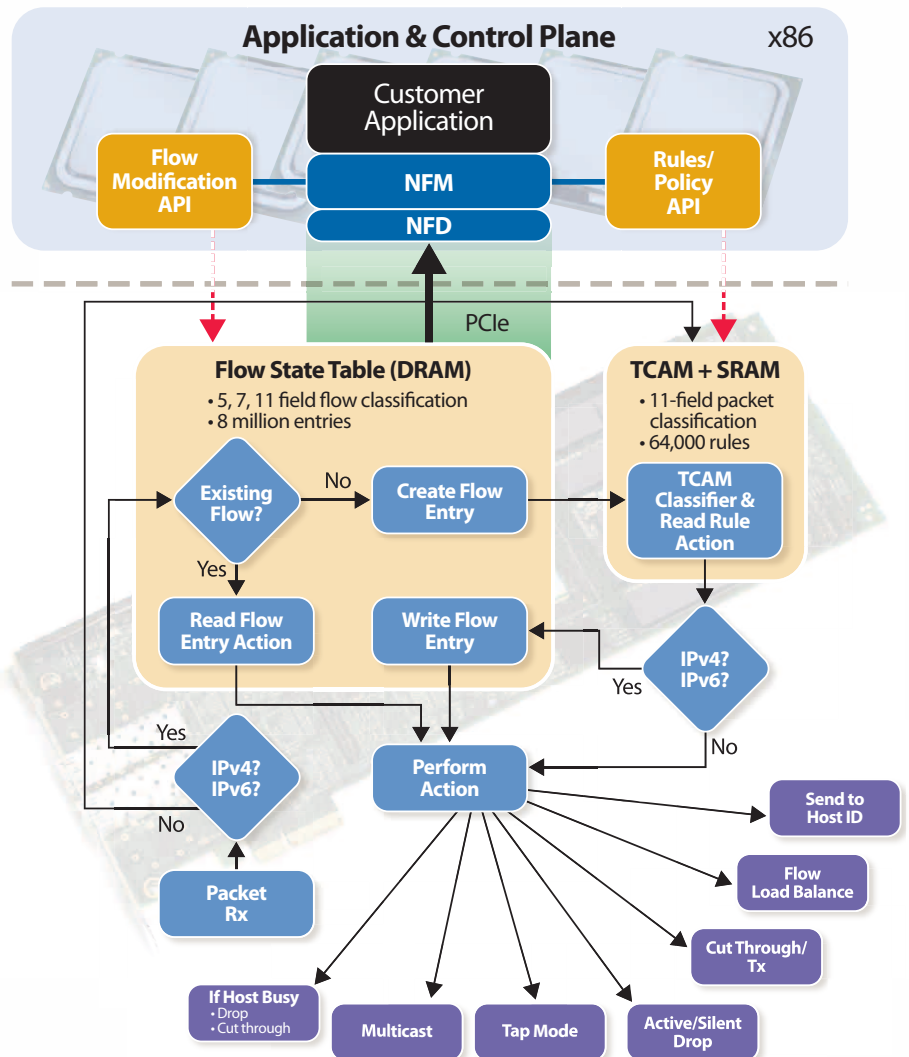 Application & Control Plane
x86
Customer
Application
Flow
Modification
API
NFM
Rules/
Policy
API
NFD
PCIe
Flow State Table (DRAM)
• 5, 7, 11 field flow classification
• 8 million entries
TCAM + SRAM
• 11-field packet
classification
• 64,000 rules
Existing
Flow?
No
Create Flow
Entry
TCAM
Classifier &
Read Rule
Action
Yes
Read Flow
Entry Action
Write Flow
Entry
IPv4?
IPv6?
Yes
No
Yes
IPv4?
IPv6?
No
Perform
Action
Packet
Rx
Send to
Host ID
Flow
Load Balance
Cut Through/
Tx
If Host Busy
• Drop
• Cut through
Multicast
Tap Mode
Active/Silent
Drop